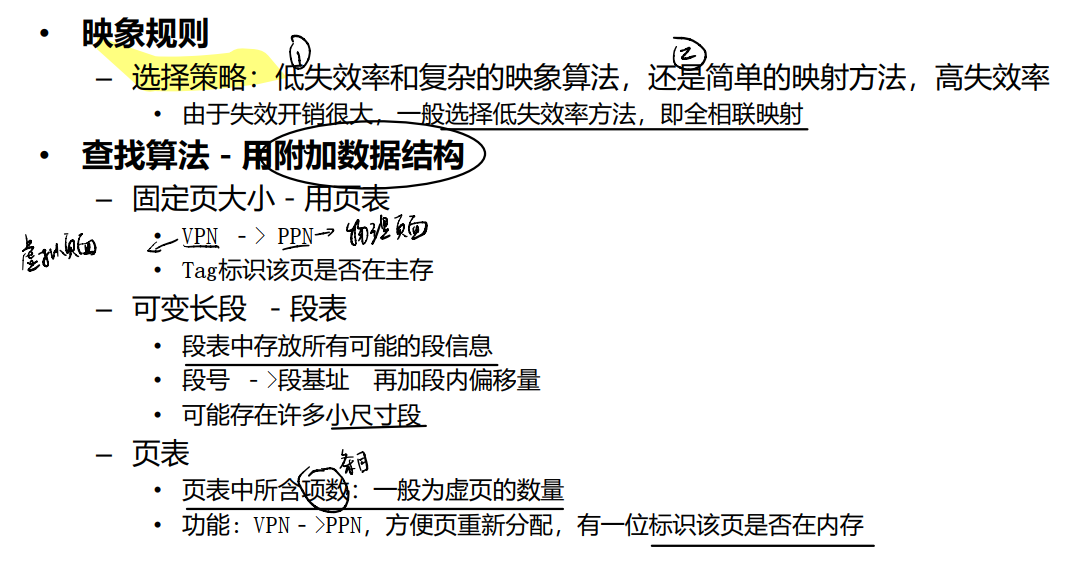 • 映象规则
① ②
– 选择策略：低失效率和复杂的映象算法，还是简单的映射方法，高失效率
• 由于失效开销很大，一般选择低失效率方法，即全相联映射
• 查找算法 - 用附加数据结构
– 固定页大小 - 用页表
虚拟页面 • VPN -> PPN → 物理页面
• Tag标识该页是否在主存
– 可变长段 - 段表
• 段表中存放所有可能的段信息
• 段号 ->段基址 再加段内偏移量
• 可能存在许多小尺寸段
– 页表
条目
• 页表中所含项数：一般为虚页的数量
• 功能：VPN ->PPN，方便页重新分配，有一位标识该页是否在内存